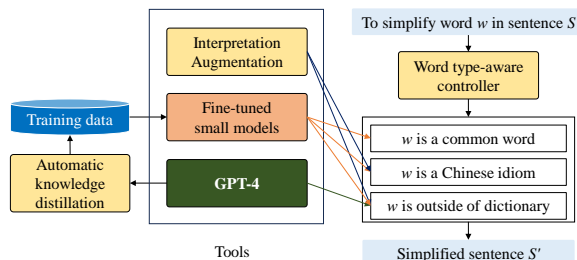 To simplify word w in sentence S
Interpretation
Augmentation
Word type-aware
controller
Training data
Fine-tuned
small models
w is a common word
w is a Chinese idiom
Automatic
knowledge
distillation
GPT-4
w is outside of dictionary
Tools
Simplified sentence S'